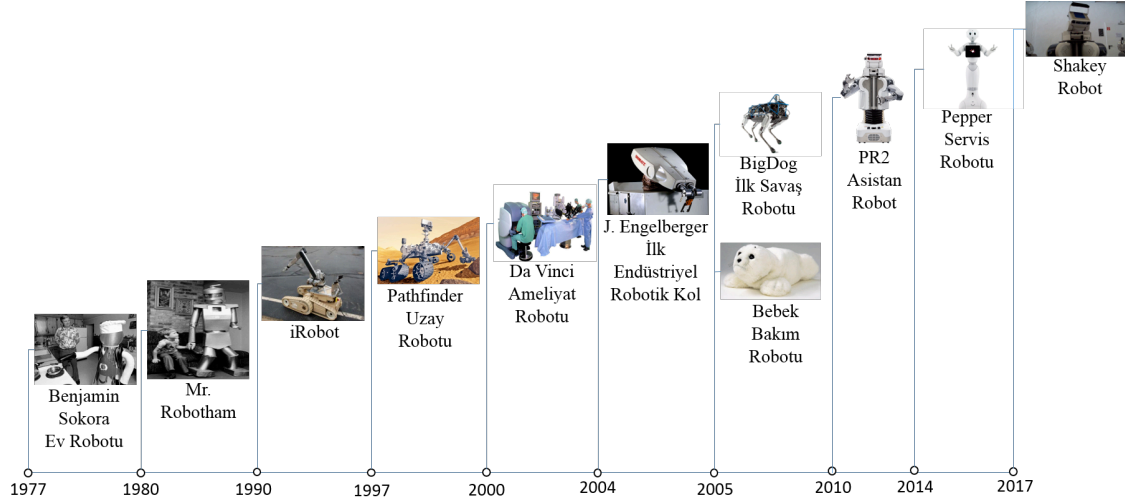 Benjamin
Sokora
Ev Robotu
Mr.
Robotham
iRobot
Pathfinder
Uzay
Robotu
Da Vinci
Ameliyat
Robotu
J. Engelberger
İlk
Endüstriyel
Robotik Kol
BigDog
İlk Savaş
Robotu
Bebek
Bakım
Robotu
PR2
Asistan
Robot
Pepper
Servis
Robotu
Shakey
Robot
1977 1980 1990 1997 2000 2004 2005 2010 2014 2017